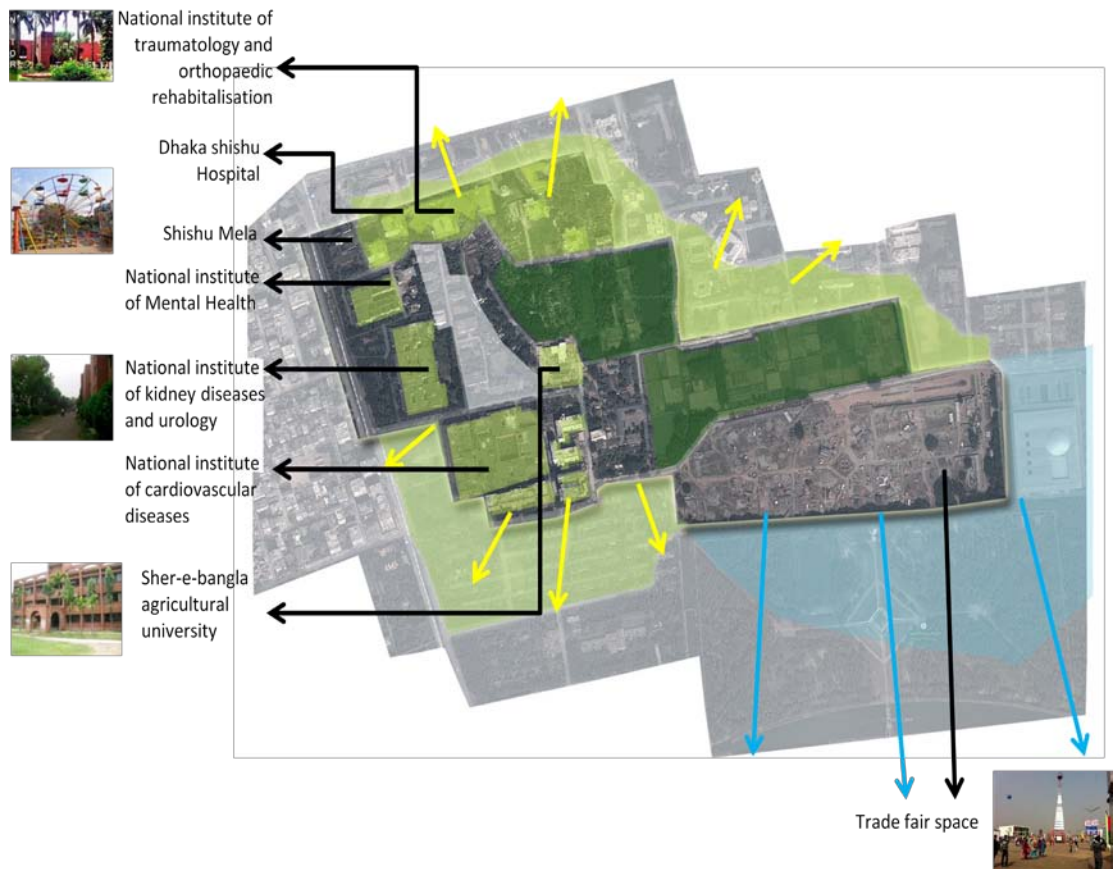 National institute of
traumatology and
orthopaedic
rehabitalisation
Dhaka shishu
Hospital
Shishu Mela
National institute
of Mental Health
National institute
of kidney diseases
and urology
National institute
of cardiovascular
diseases
Sher-e-bangla
agricultural
university
Trade fair space